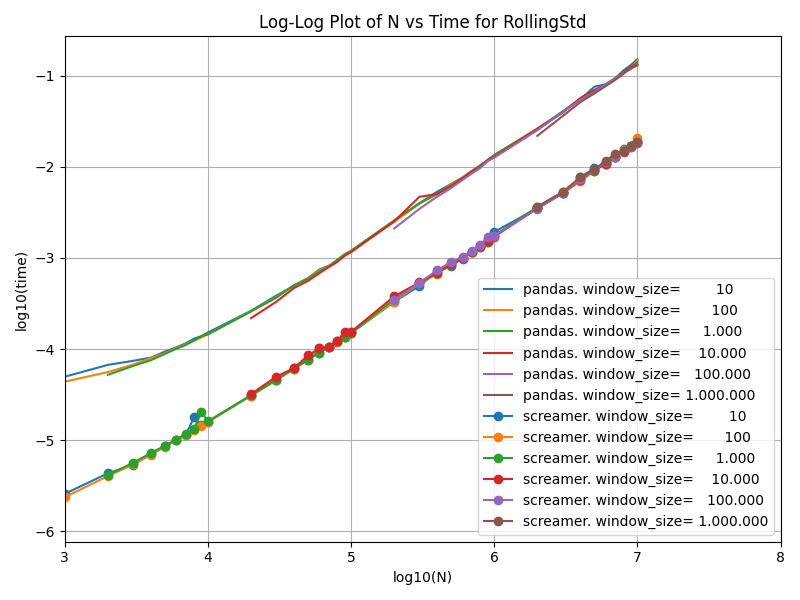 Log-Log Plot of N vs Time for RollingStd
log10(time)
−1
−2
−3
−4
−5
−6
3 4 5 6 7 8
log10(N)
pandas. window_size= 10
pandas. window_size= 100
pandas. window_size= 1.000
pandas. window_size= 10.000
pandas. window_size= 100.000
pandas. window_size= 1.000.000
screamer. window_size= 10
screamer. window_size= 100
screamer. window_size= 1.000
screamer. window_size= 10.000
screamer. window_size= 100.000
screamer. window_size= 1.000.000